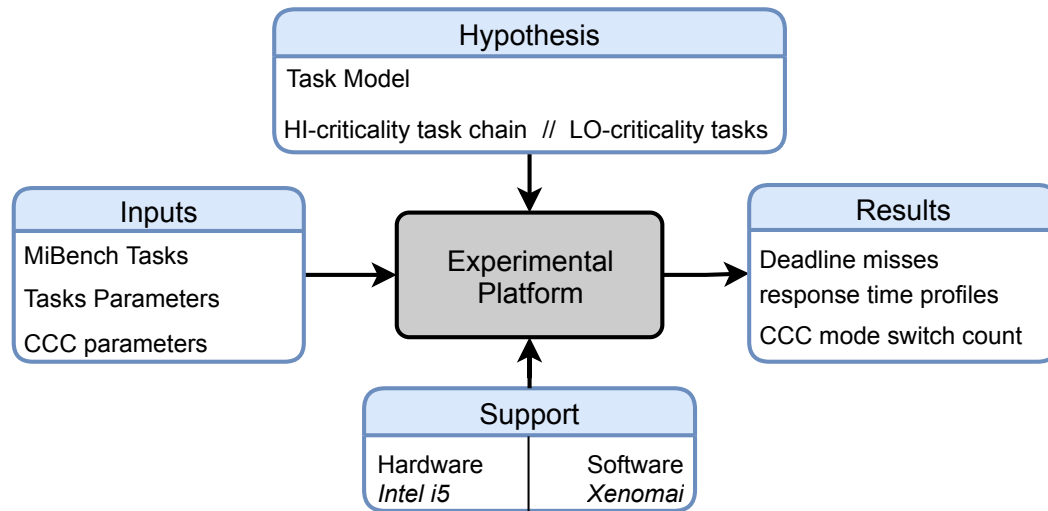 Hypothesis
Task Model
HI-criticality task chain // LO-criticality tasks
Inputs
MiBench Tasks
Tasks Parameters
CCC parameters
Experimental
Platform
Results
Deadline misses
response time profiles
CCC mode switch count
Support
Hardware
Intel i5
Software
Xenomai